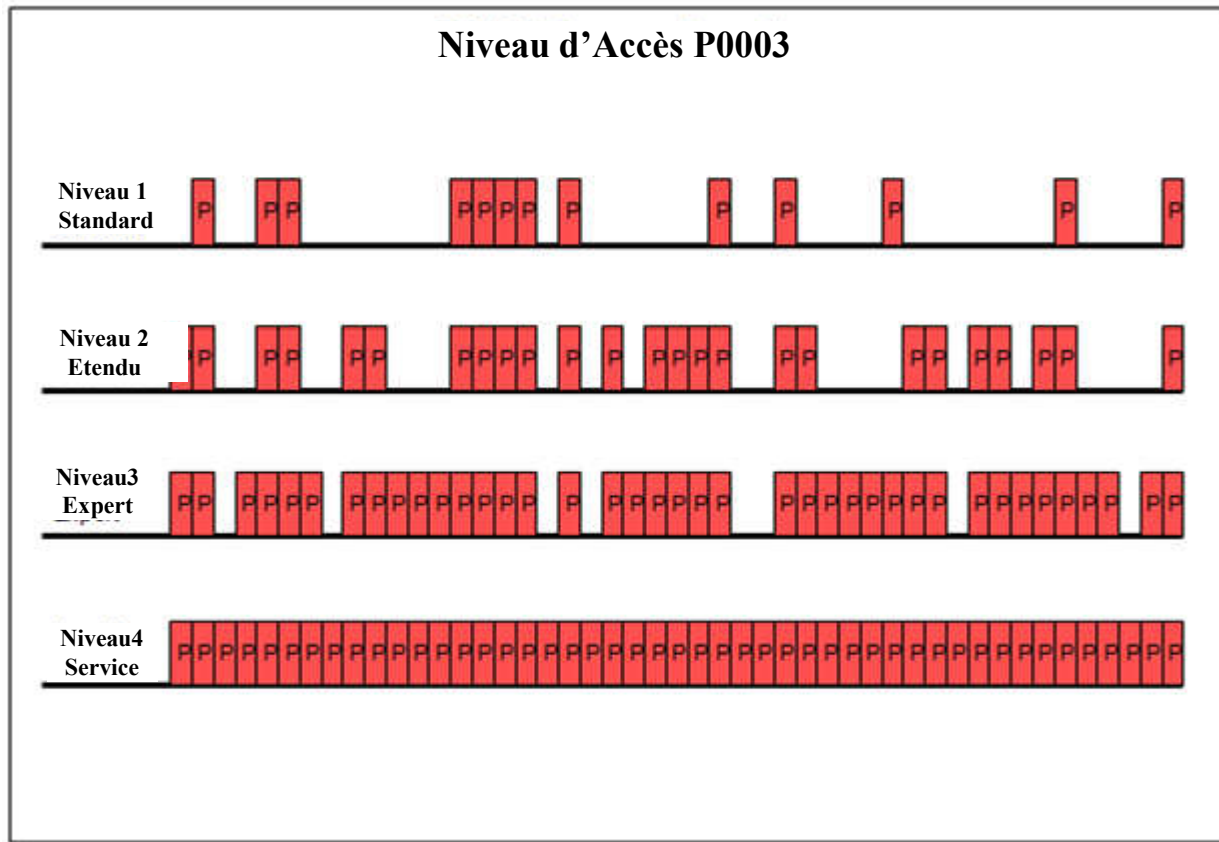 Niveau d'Accès P0003
Niveau 1
Standard
P P P P P P P P P P P P P
Niveau 2
Etendu
P P P P P P P P P P P P P P P P P P P P P P P P
Niveau3
Expert
P P P P P P P P P P P P P P P P P P P P P P P P P P P P P P P P P P P P P P P
Niveau4
Service
P P P P P P P P P P P P P P P P P P P P P P P P P P P P P P P P P P P P P P P P P P P P P P P